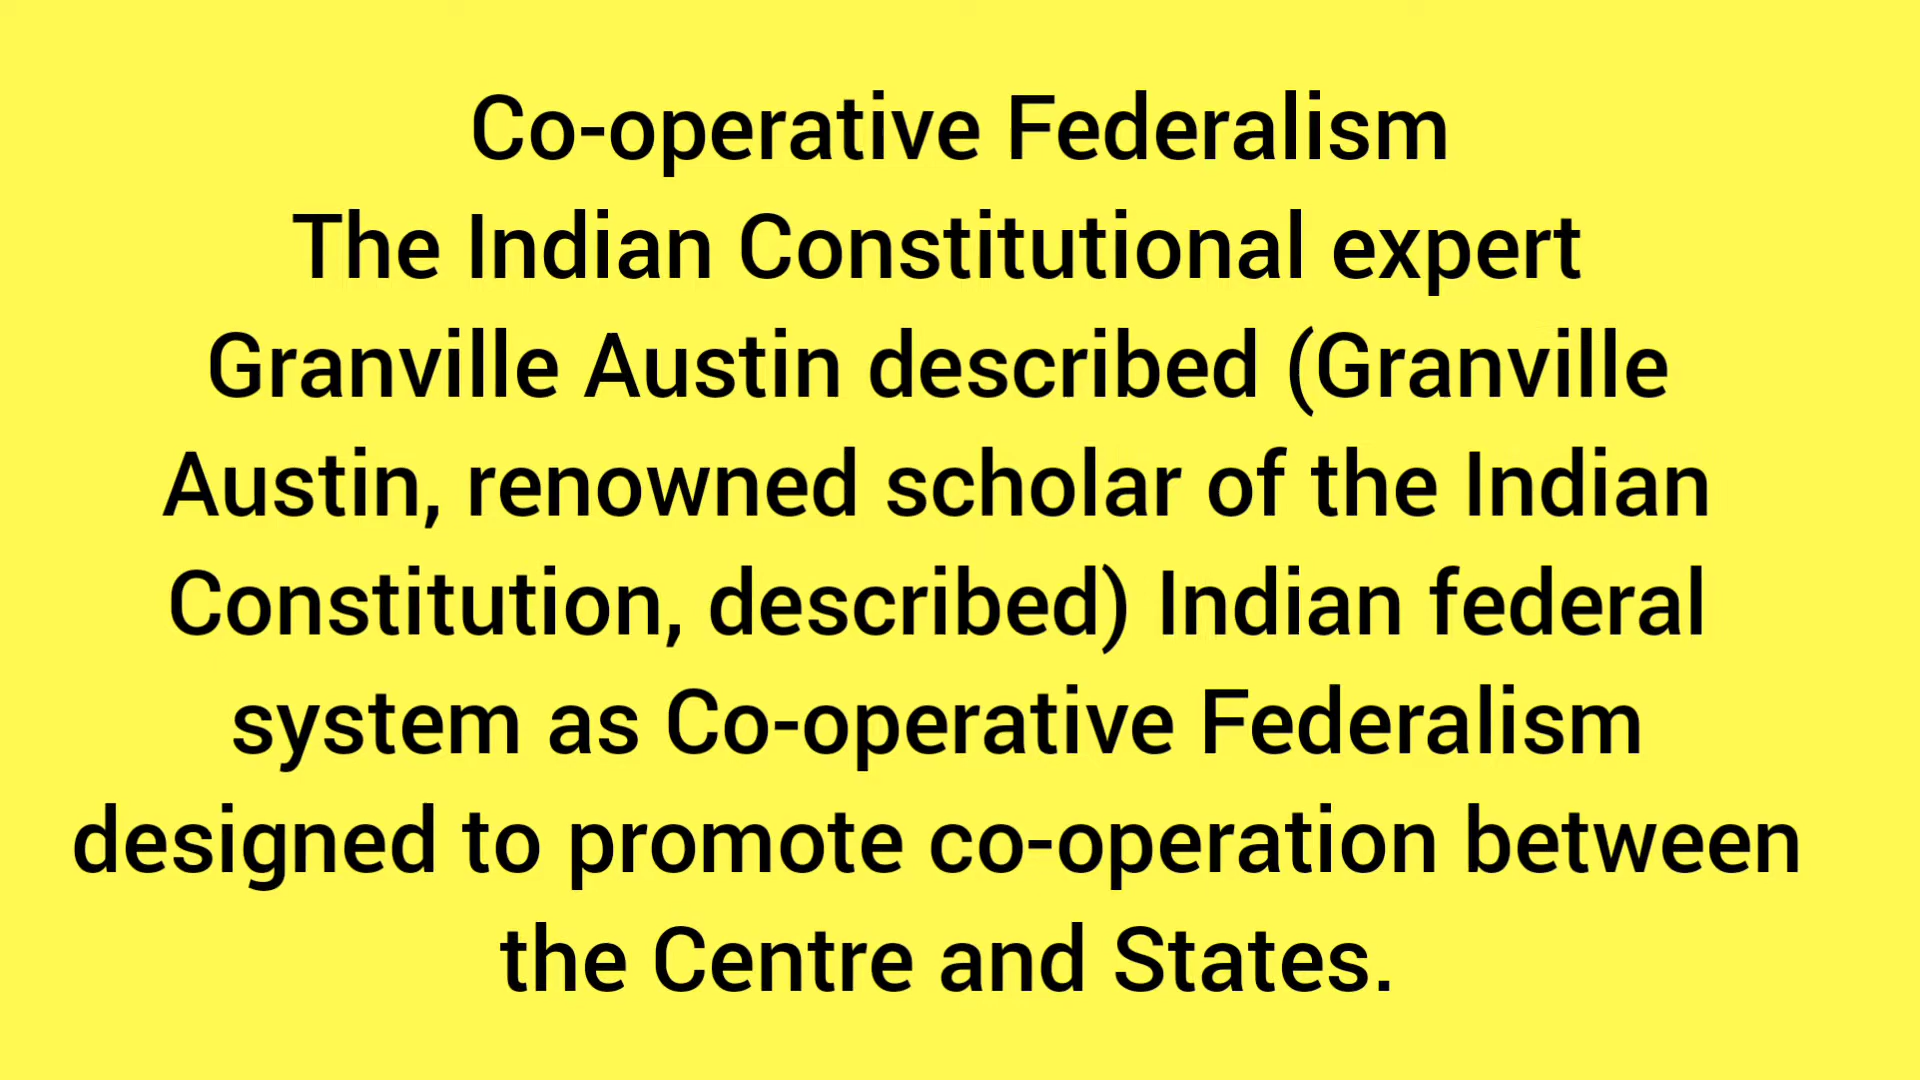 Co-operative Federalism
The Indian Constitutional expert
Granville Austin described (Granville
Austin, renowned scholar of the Indian
Constitution, described) Indian federal
system as Co-operative Federalism
designed to promote co-operation between
the Centre and States.